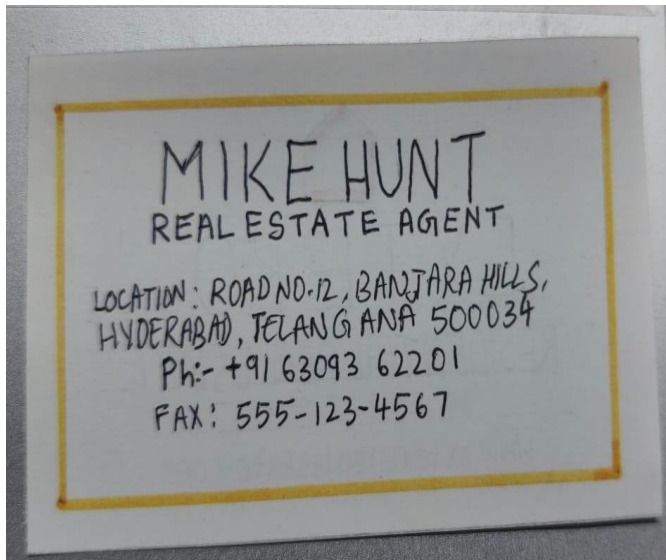 MIKE HUNT
REAL ESTATE AGENT
LOCATION: ROAD NO.12, BANJARA HILLS,
HYDERABAD, TELANGANA 500034
Ph:- +91 63093 62201
FAX: 555-123-4567